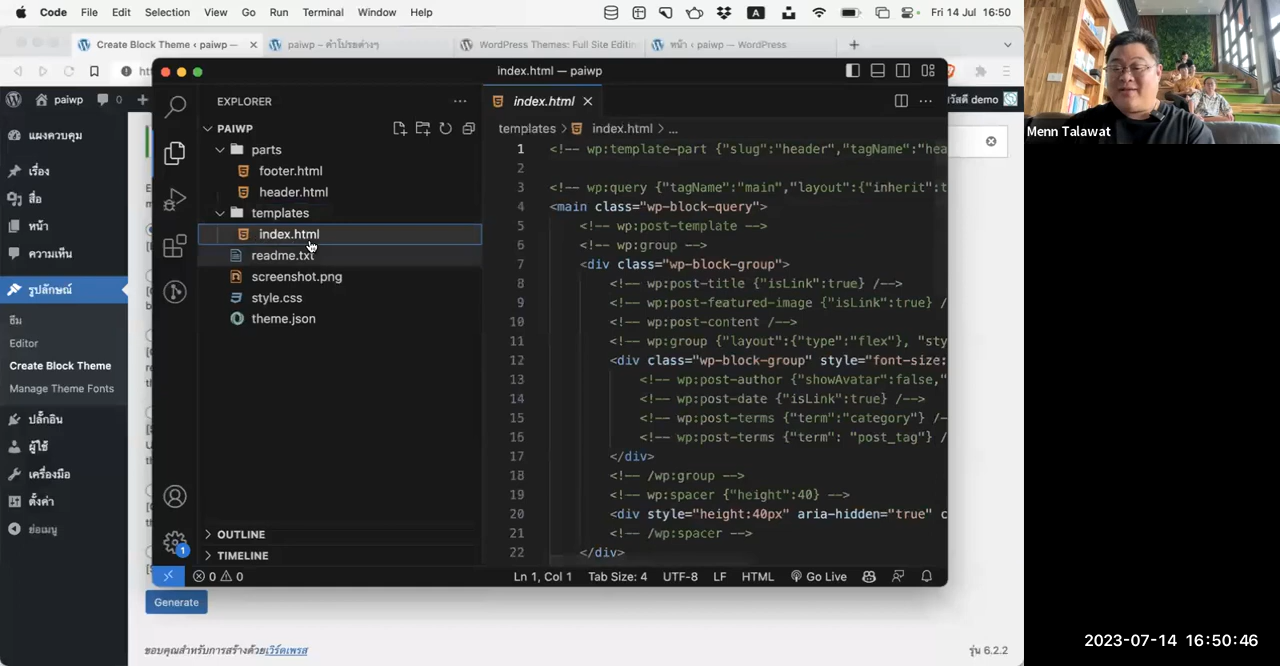 Code File Edit Selection View Go Run Terminal Window Help A Fri 14 Jul 16:50
Create Block Theme ‹ paiwp —
paiwp – คำโปรยต่างๆ
WordPress Themes: Full Site Editin
หน้า ‹ paiwp — WordPress
index.html — paiwp
EXPLORER
index.html
paiwp 0
วัสดี demo
PAIWP
templates > index.html > ...
แผงควบคุม
เรื่อง
สื่อ
หน้า
ความเห็น
รูปลักษณ์
ธีม
Editor
Create Block Theme
Manage Theme Fonts
ปลั๊กอิน
ผู้ใช้
เครื่องมือ
ตั้งค่า
ย่อเมนู
parts
footer.html
header.html
templates
index.html
readme.txt
screenshot.png
style.css
theme.json
OUTLINE
TIMELINE
1 <!-- wp:template-part {"slug":"header","tagName":"hea
2
3 <!-- wp:query {"tagName":"main","layout":{"inherit":t
4 <main class="wp-block-query">
5 <!-- wp:post-template -->
6 <!-- wp:group -->
7 <div class="wp-block-group">
8 <!-- wp:post-title {"isLink":true} /-->
9 <!-- wp:post-featured-image {"isLink":true} /
10 <!-- wp:post-content /-->
11 <!-- wp:group {"layout":{"type":"flex"}, "sty
12 <div class="wp-block-group" style="font-size:
13 <!-- wp:post-author {"showAvatar":false,"
14 <!-- wp:post-date {"isLink":true} /-->
15 <!-- wp:post-terms {"term":"category"} /-
16 <!-- wp:post-terms {"term": "post_tag"} /
17 </div>
18 <!-- /wp:group -->
19 <!-- wp:spacer {"height":40} -->
20 <div style="height:40px" aria-hidden="true" c
21 <!-- /wp:spacer -->
22 </div>
1
0 0 Ln 1, Col 1 Tab Size: 4 UTF-8 LF HTML Go Live
Generate
ขอบคุณสำหรับการสร้างด้วยเวิร์ดเพรส
รุ่น 6.2.2
Menn Talawat
2023-07-14 16:50:46